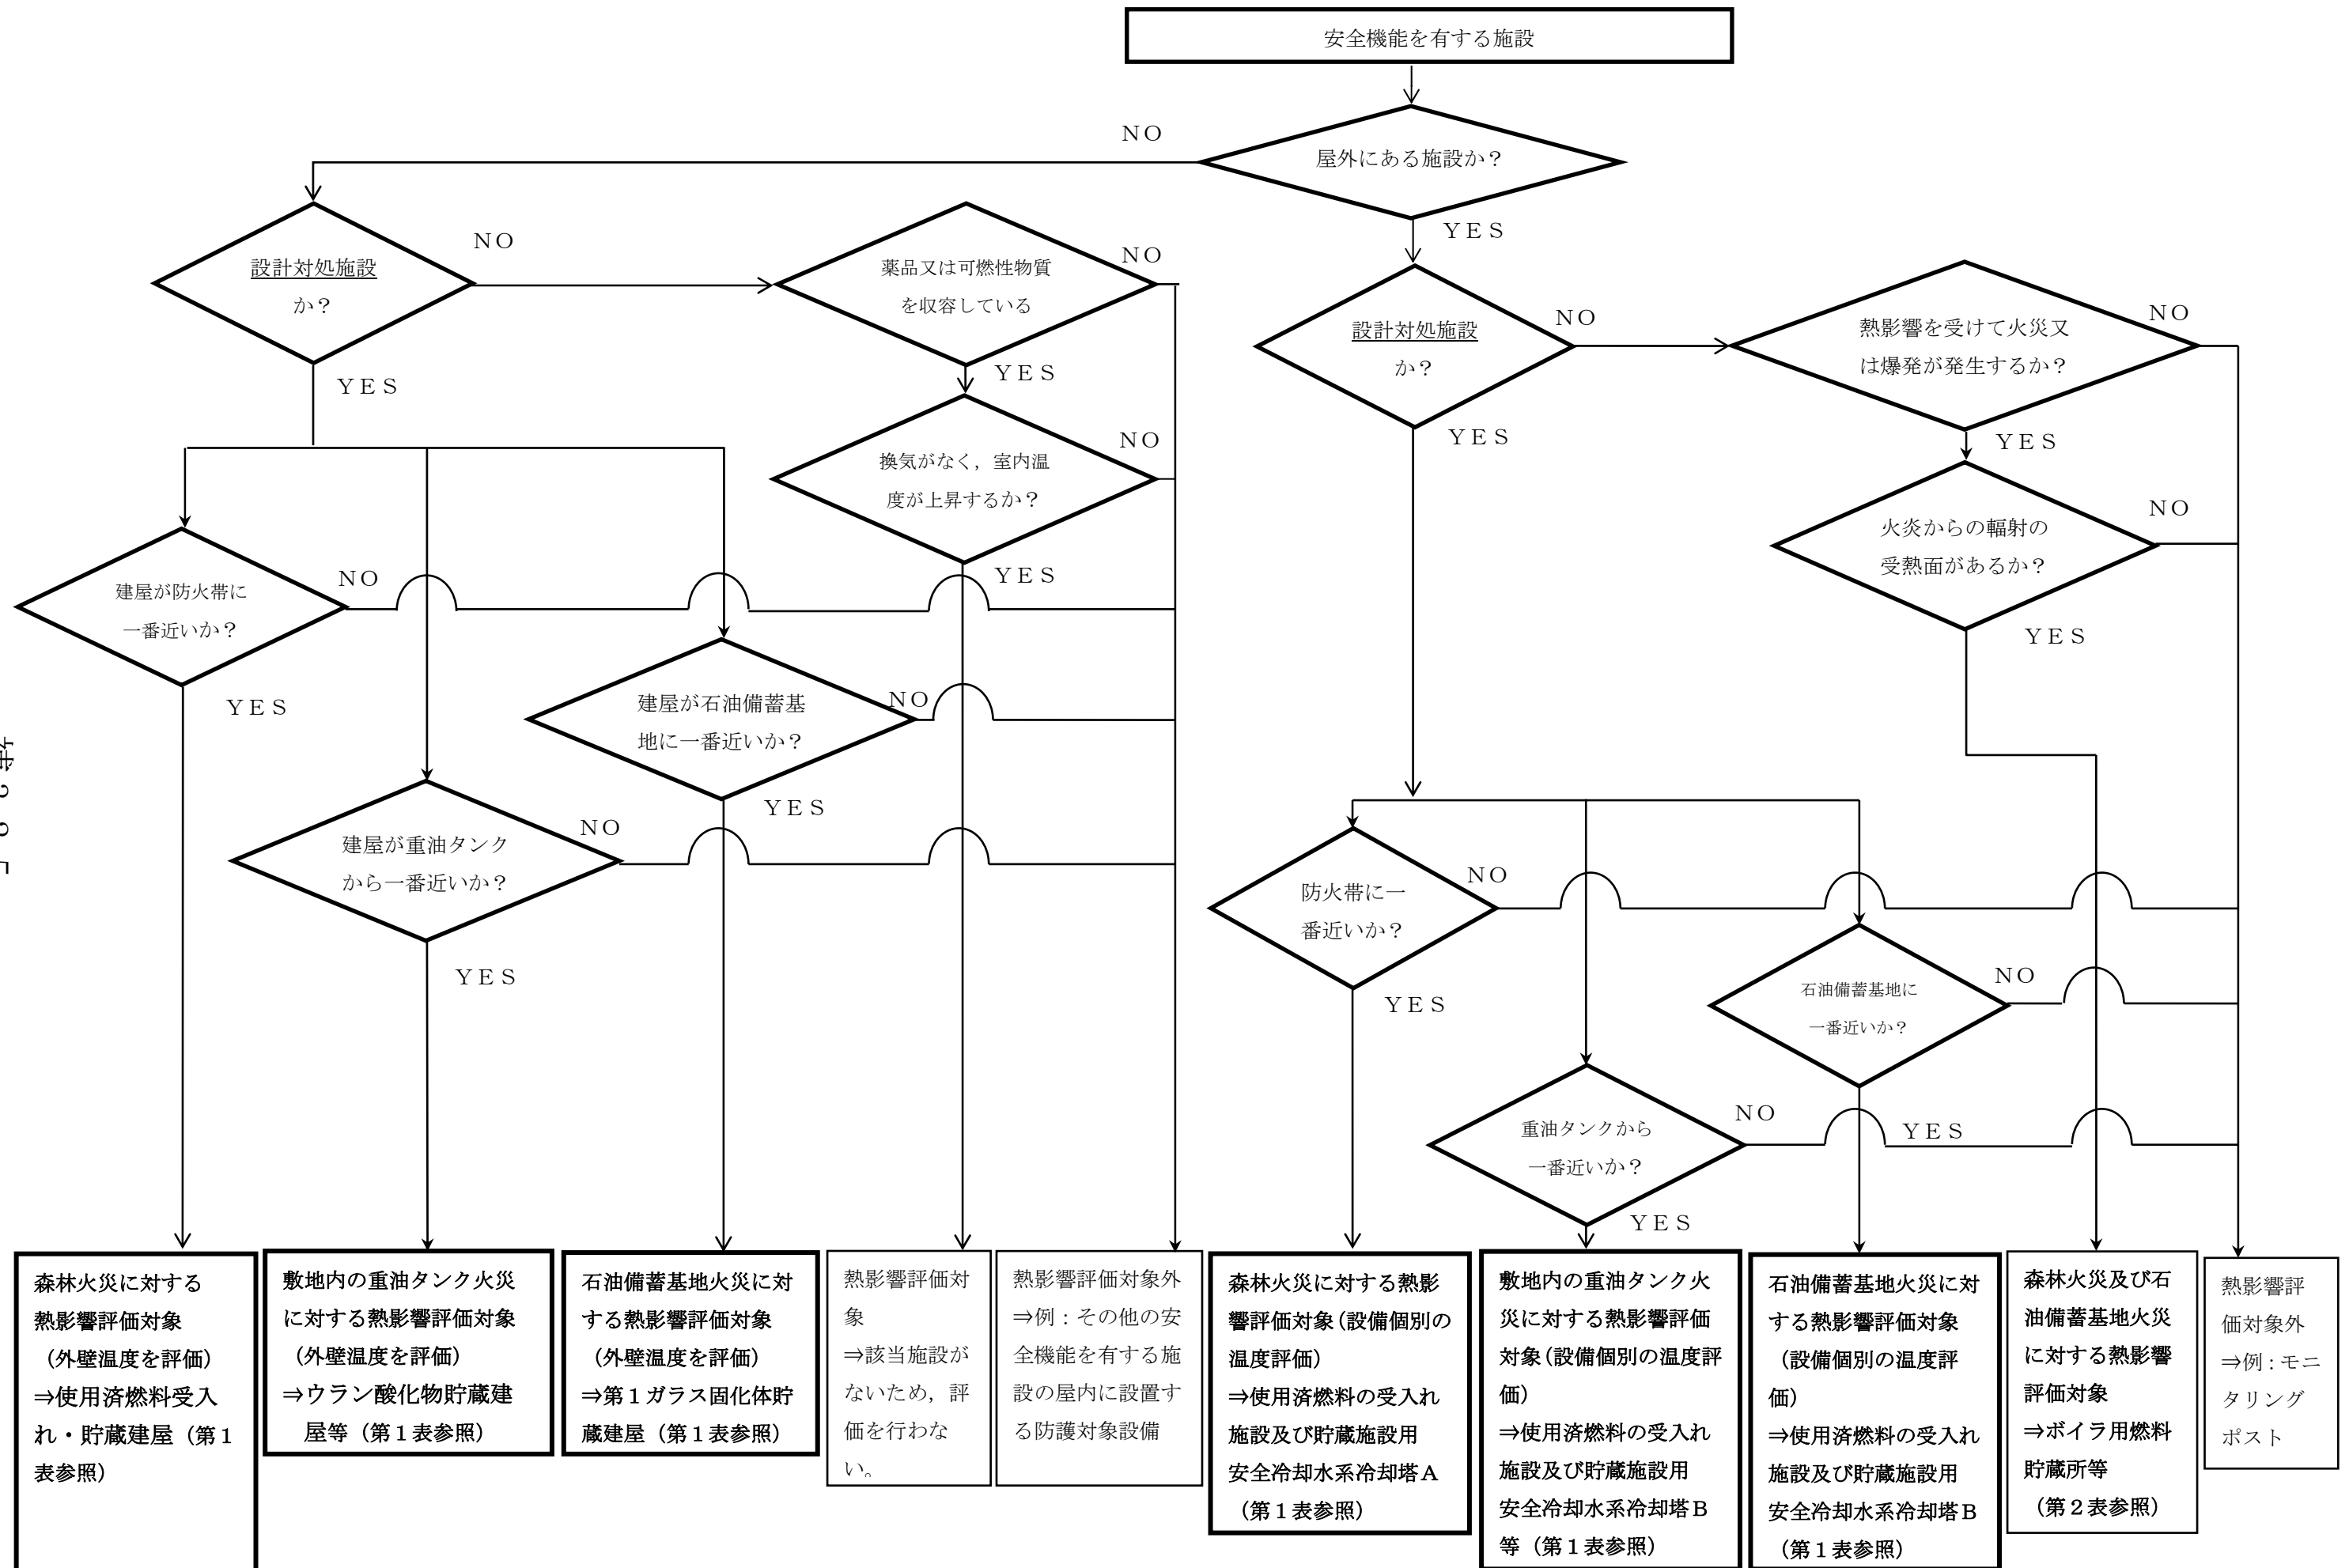 安全機能を有する施設
屋外にある施設か？
NO
YES
設計対処施設
か？
NO
YES
薬品又は可燃性物質
を収容している
NO
YES
換気がなく，室内温
度が上昇するか？
NO
YES
建屋が防火帯に
一番近いか？
NO
YES
建屋が石油備蓄基
地に一番近いか？
NO
YES
建屋が重油タンク
から一番近いか？
NO
YES
設計対処施設
か？
NO
YES
熱影響を受けて火災又
は爆発が発生するか？
NO
YES
火炎からの輻射の
受熱面があるか？
NO
YES
防火帯に一
番近いか？
NO
YES
石油備蓄基地に
一番近いか？
NO
YES
重油タンクから
一番近いか？
NO
YES
森林火災に対する
熱影響評価対象
（外壁温度を評価）
⇒使用済燃料受入
れ・貯蔵建屋（第１
表参照）
敷地内の重油タンク火災
に対する熱影響評価対象
（外壁温度を評価）
⇒ウラン酸化物貯蔵建
屋等（第１表参照）
石油備蓄基地火災に対
する熱影響評価対象
（外壁温度を評価）
⇒第１ガラス固化体貯
蔵建屋（第１表参照）
熱影響評価対
象
⇒該当施設が
ないため，評
価を行わな
い。
熱影響評価対象外
⇒例：その他の安
全機能を有する施
設の屋内に設置す
る防護対象設備
森林火災に対する熱影
響評価対象（設備個別の
温度評価）
⇒使用済燃料の受入れ
施設及び貯蔵施設用
安全冷却水系冷却塔Ａ
（第１表参照）
敷地内の重油タンク火
災に対する熱影響評価
対象（設備個別の温度評
価）
⇒使用済燃料の受入れ
施設及び貯蔵施設用
安全冷却水系冷却塔Ｂ
等（第１表参照）
石油備蓄基地火災に対
する熱影響評価対象
（設備個別の温度評
価）
⇒使用済燃料の受入れ
施設及び貯蔵施設用
安全冷却水系冷却塔Ｂ
（第１表参照）
森林火災及び石
油備蓄基地火災
に対する熱影響
評価対象
⇒ボイラ用燃料
貯蔵所等
（第２表参照）
熱影響評
価対象外
⇒例：モニ
タリング
ポスト